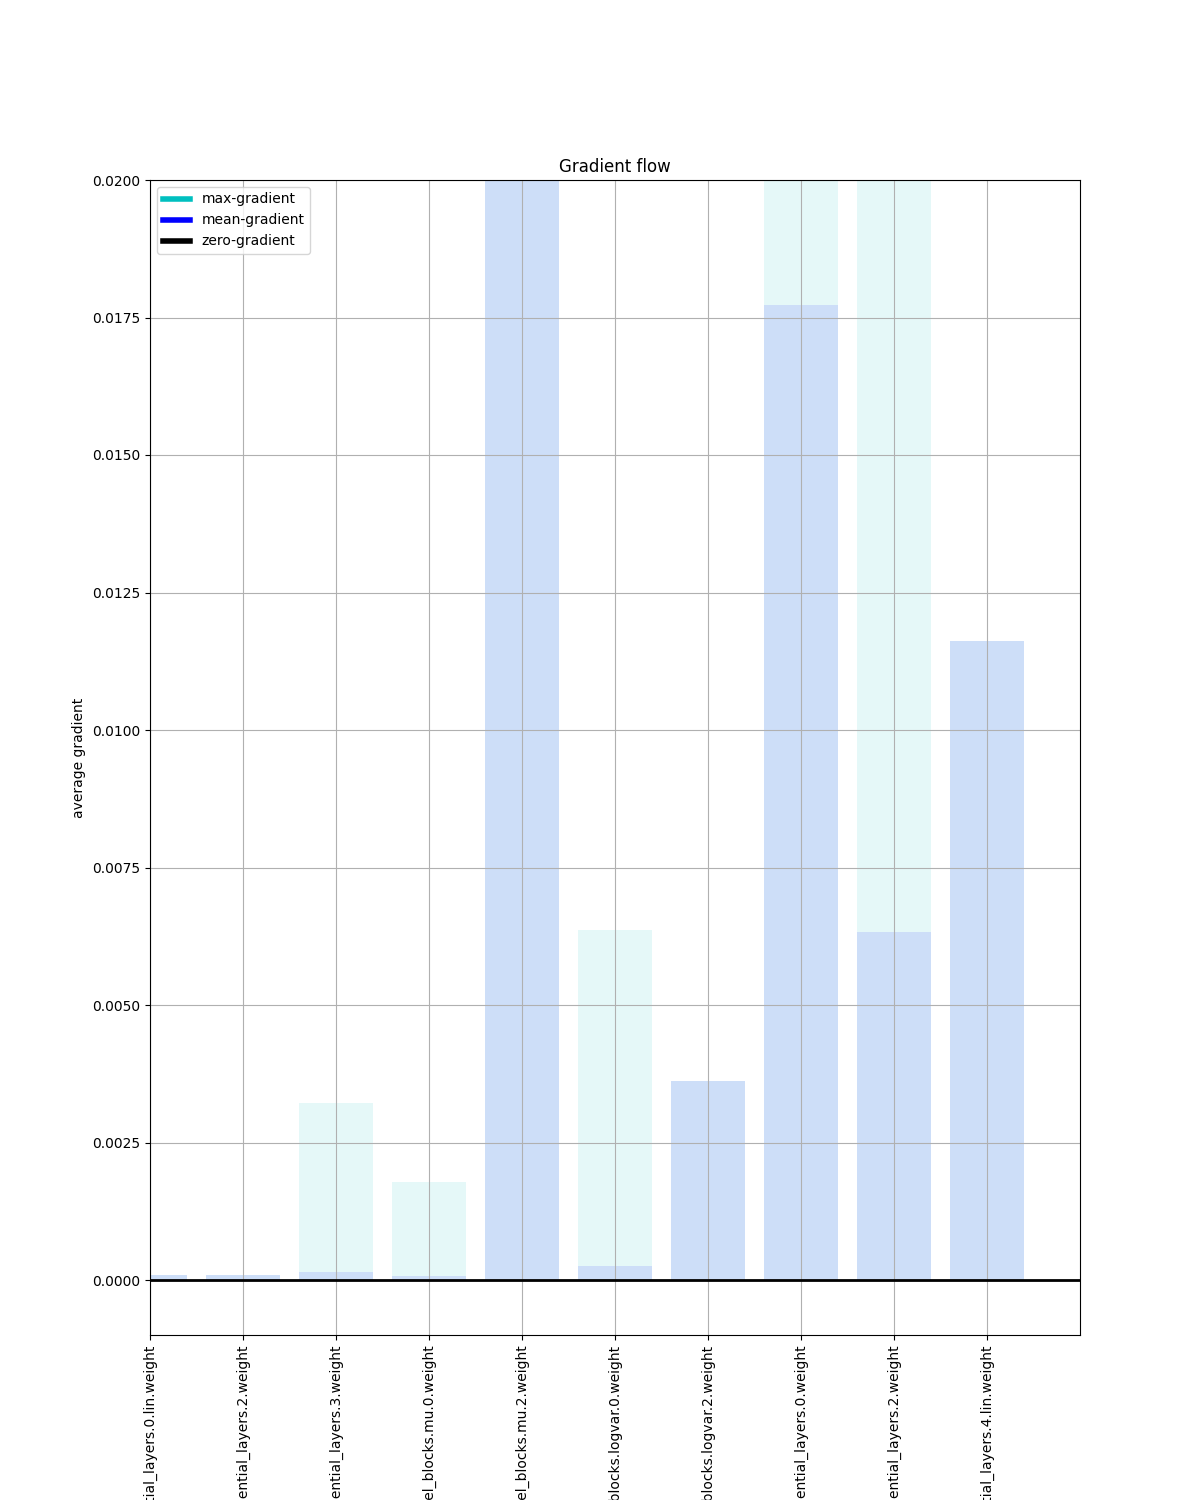 Gradient flow
max-gradient
mean-gradient
zero-gradient
0.0200
0.0175
0.0150
0.0125
0.0100
0.0075
0.0050
0.0025
0.0000
average gradient
tial_layers.0.lin.weight
ential_layers.2.weight
ential_layers.3.weight
el_blocks.mu.0.weight
el_blocks.mu.2.weight
blocks.logvar.0.weight
blocks.logvar.2.weight
ential_layers.0.weight
ential_layers.2.weight
tial_layers.4.lin.weight